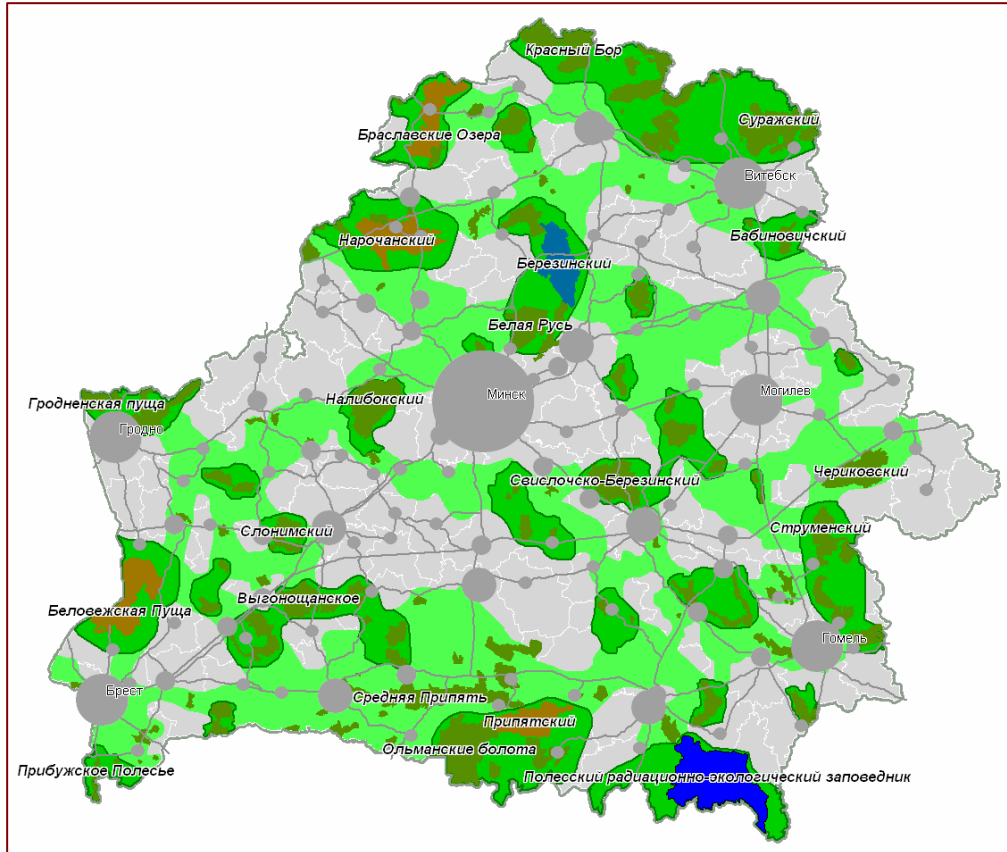 Красный Бор
Суражский
Браславские Озера
Витебск
Бабиновичский
Нарочанский
Березинский
Белая Русь
Минск
Налибокский
Могилев
Гродненская пуща
Гродно
Чериковский
Свислочско-Березинский
Струменский
Слонимский
Выгонощанское
Беловежская Пуща
Гомель
Брест
Средняя Припять
Припятский
Ольманские болота
Прибужское Полесье
Полесский радиационно-экологический заповедник